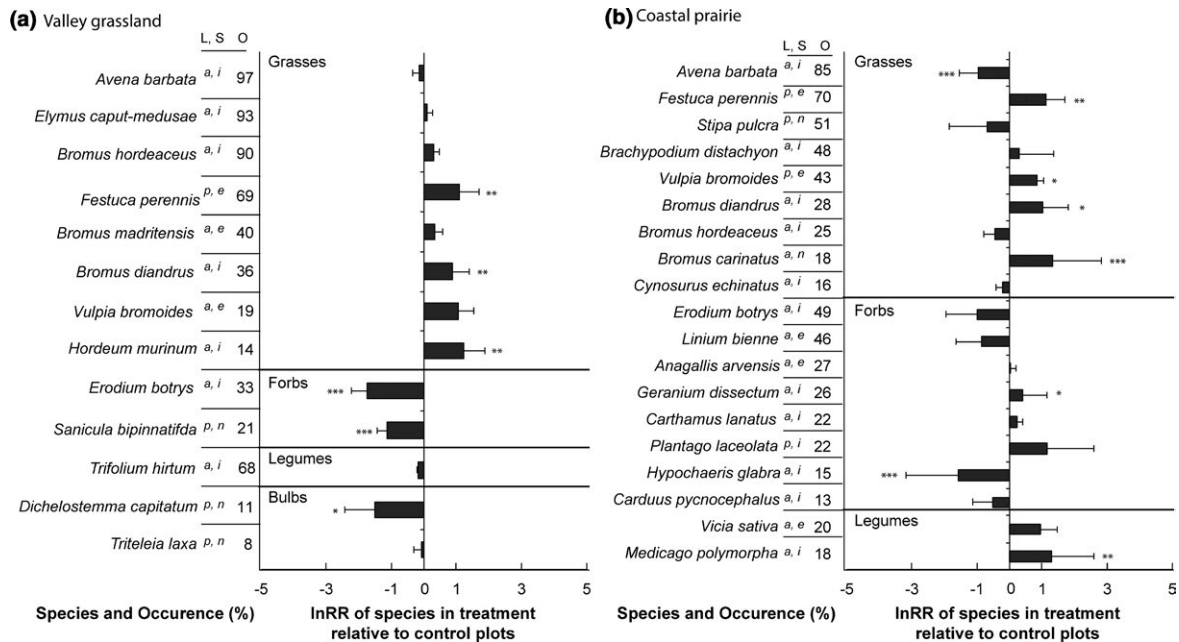 (a) Valley grassland
L, S O
Grasses
Avena barbata a, i 97
Elymus caput-medusae a, i 93
Bromus hordeaceus a, i 90
Festuca perennis p, e 69 **
Bromus madritensis a, e 40
Bromus diandrus a, i 36 **
Vulpia bromoides a, e 19
Hordeum murinum a, i 14 **
Forbs
Erodium botrys a, i 33 ***
Sanicula bipinnatifda p, n 21 ***
Legumes
Trifolium hirtum a, i 68
Bulbs
Dichelostemma capitatum p, n 11 *
Triteleia laxa p, n 8
-5 -3 -1 1 3 5
Species and Occurence (%)
lnRR of species in treatment
relative to control plots
(b) Coastal prairie
L, S O
Grasses
Avena barbata a, i 85 ***
Festuca perennis p, e 70 **
Stipa pulcra p, n 51
Brachypodium distachyon a, i 48
Vulpia bromoides p, e 43 *
Bromus diandrus a, i 28 *
Bromus hordeaceus a, i 25
Bromus carinatus a, n 18 ***
Cynosurus echinatus a, i 16
Forbs
Erodium botrys a, i 49
Linium bienne a, e 46
Anagallis arvensis a, e 27
Geranium dissectum a, i 26 *
Carthamus lanatus a, i 22
Plantago laceolata p, i 22
Hypochaeris glabra a, i 15 ***
Carduus pycnocephalus a, i 13
Legumes
Vicia sativa a, e 20
Medicago polymorpha a, i 18 **
-5 -3 -1 1 3 5
Species and Occurence (%)
lnRR of species in treatment
relative to control plots